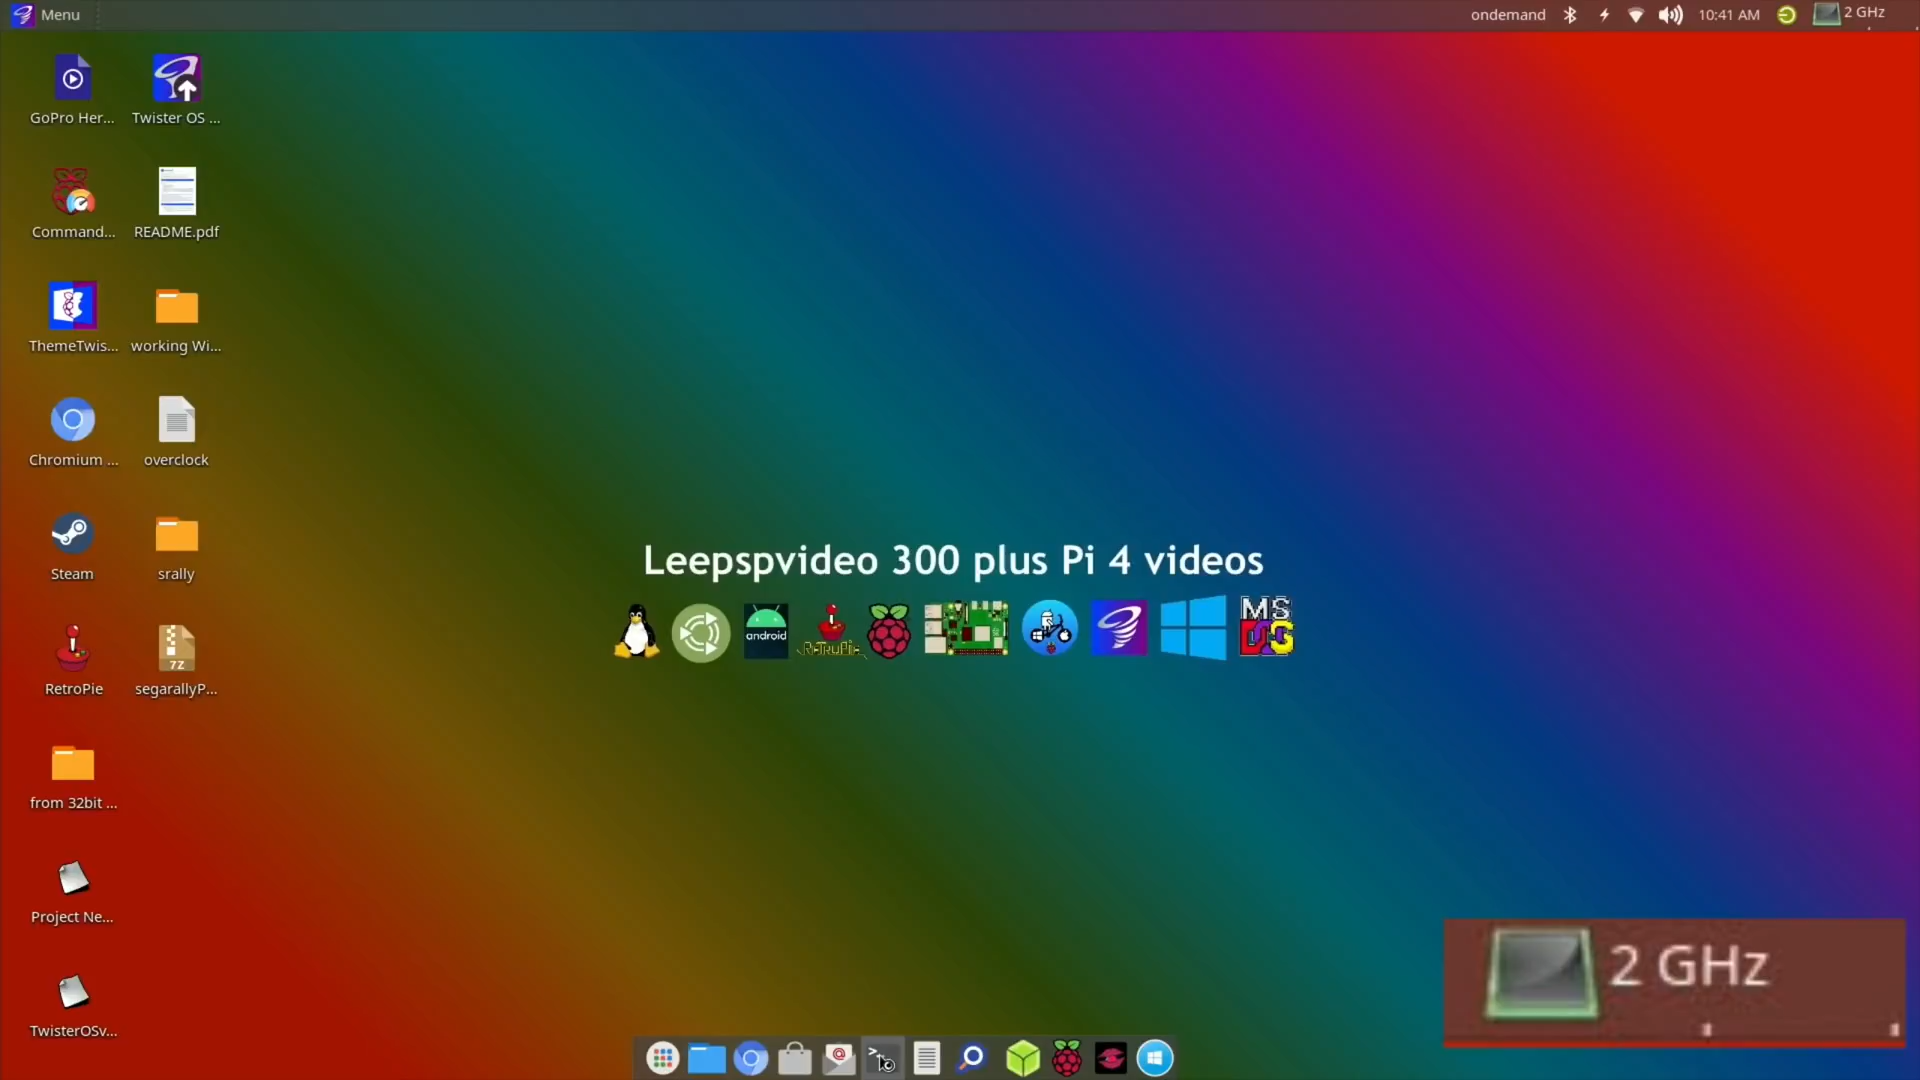 Menu
ondemand
10:41 AM
2 GHz
GoPro Her...
Twister OS ...
Command...
README.pdf
ThemeTwis...
working Wi...
Chromium ...
overclock
Steam
srally
RetroPie
7Z
segarallyP...
from 32bit ...
Project Ne...
TwisterOSv...
Leepspvideo 300 plus Pi 4 videos
android
RetroPie
MS
DOS
2 GHz